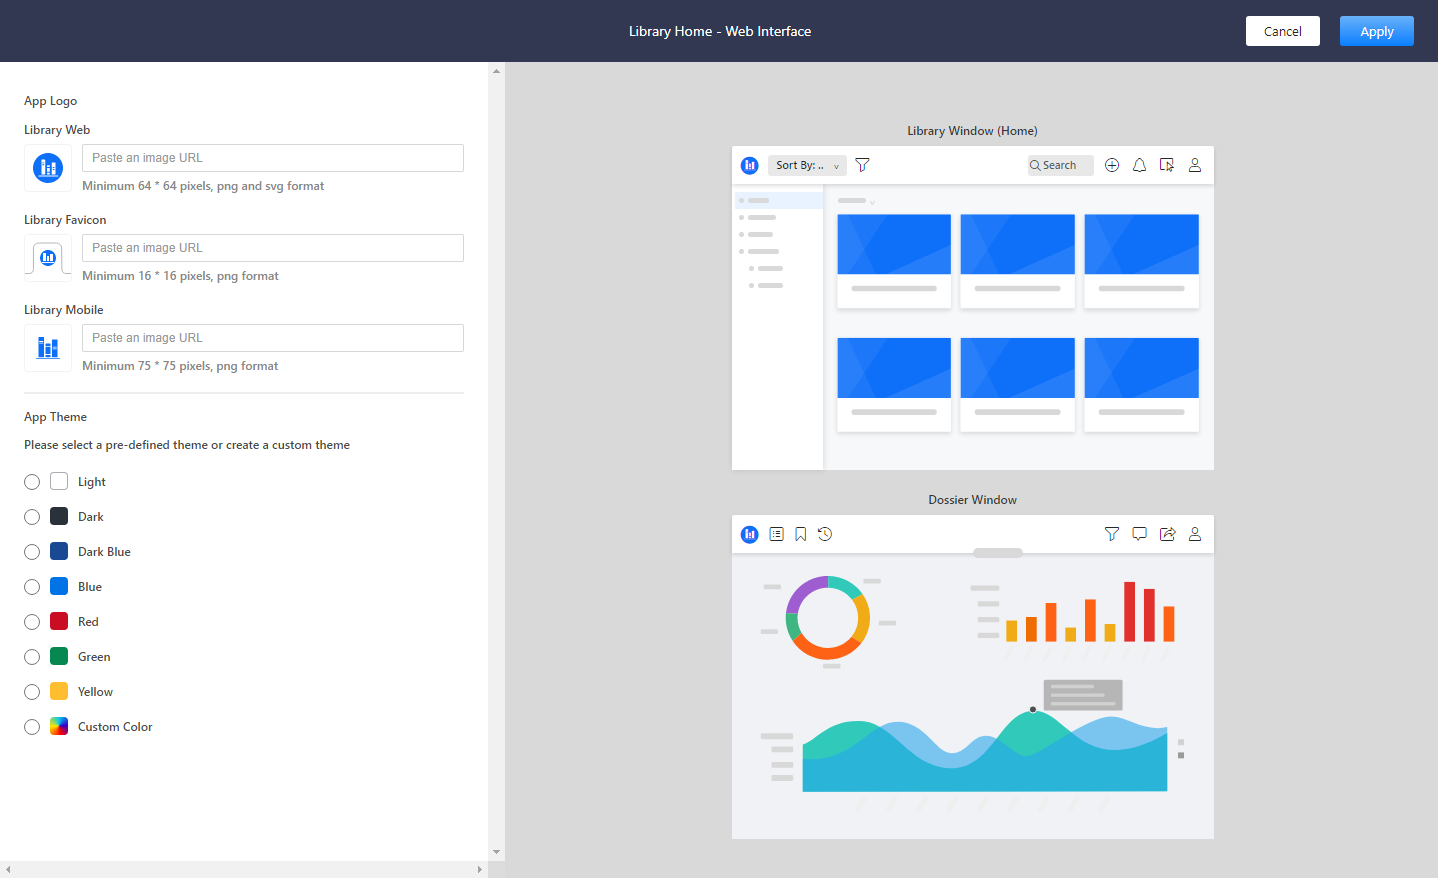 Library Home - Web Interface
Cancel
Apply
App Logo
Library Web
Paste an image URL
Minimum 64 * 64 pixels, png and svg format
Library Favicon
Paste an image URL
Minimum 16 * 16 pixels, png format
Library Mobile
Paste an image URL
Minimum 75 * 75 pixels, png format
App Theme
Please select a pre-defined theme or create a custom theme
Light
Dark
Dark Blue
Blue
Red
Green
Yellow
Custom Color
Library Window (Home)
Sort By: ..
Search
Dossier Window